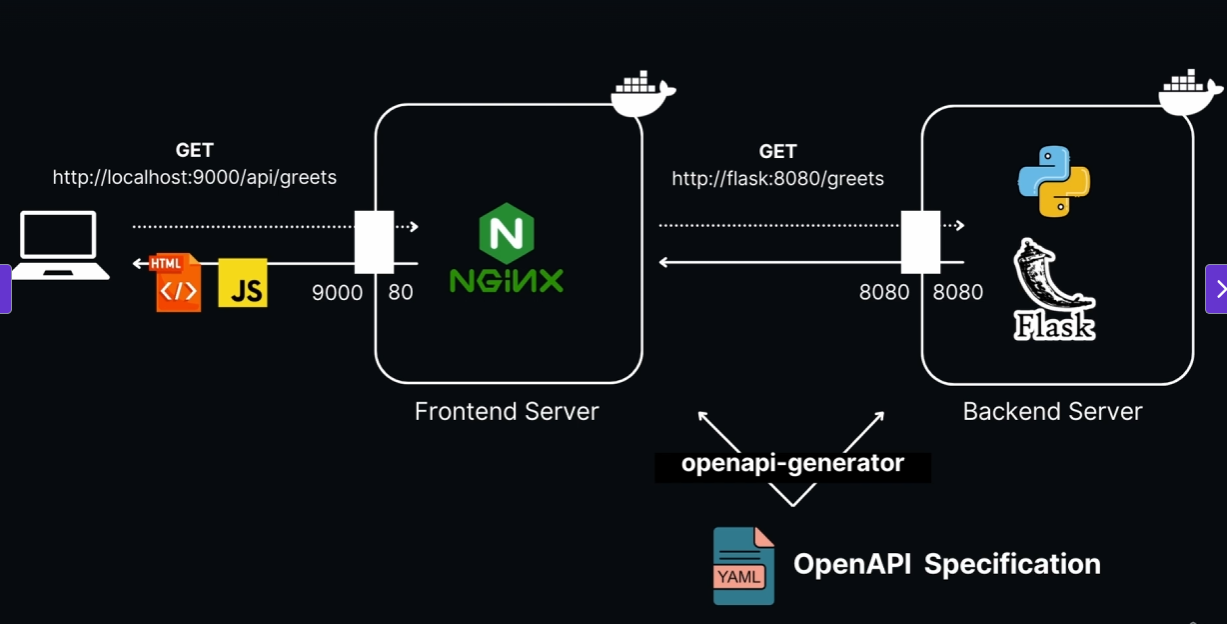 GET
http://localhost:9000/api/greets
HTML
</>
JS
9000
80
NGiNX
Frontend Server
GET
http://flask:8080/greets
8080
8080
Flask
Backend Server
openapi-generator
YAML
OpenAPI Specification